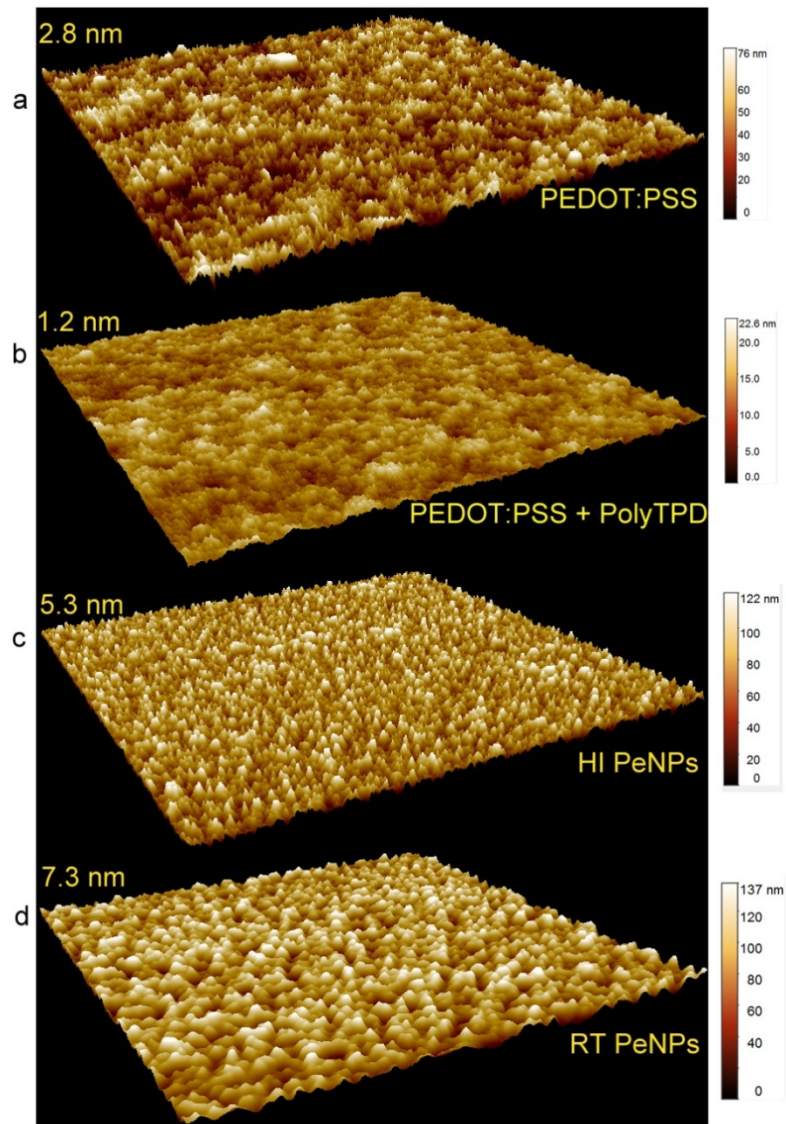 2.8 nm
a
PEDOT:PSS
76 nm
60
50
40
30
20
0
1.2 nm
b
PEDOT:PSS + PolyTPD
22.6 nm
20.0
15.0
10.0
5.0
0.0
5.3 nm
c
HI PeNPs
122 nm
100
80
60
40
20
0
7.3 nm
d
RT PeNPs
137 nm
120
100
80
60
40
0